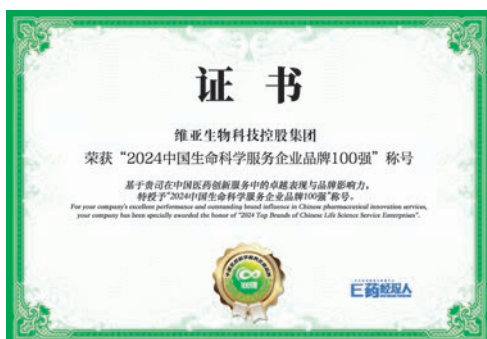 证 书
维亚生物科技控股集团
荣获“2024中国生命科学服务企业品牌100强”称号
基于贵司在中国医药创新服务中的卓越表现与品牌影响力,
特授予“2024中国生命科学服务企业品牌100强”称号。
For your company's excellent performance and outstanding brand influence in Chinese pharmaceutical innovation services,
your company has been specially awarded the honor of "2024 Top Brands of Chinese Life Science Service Enterprises".
E药经理人